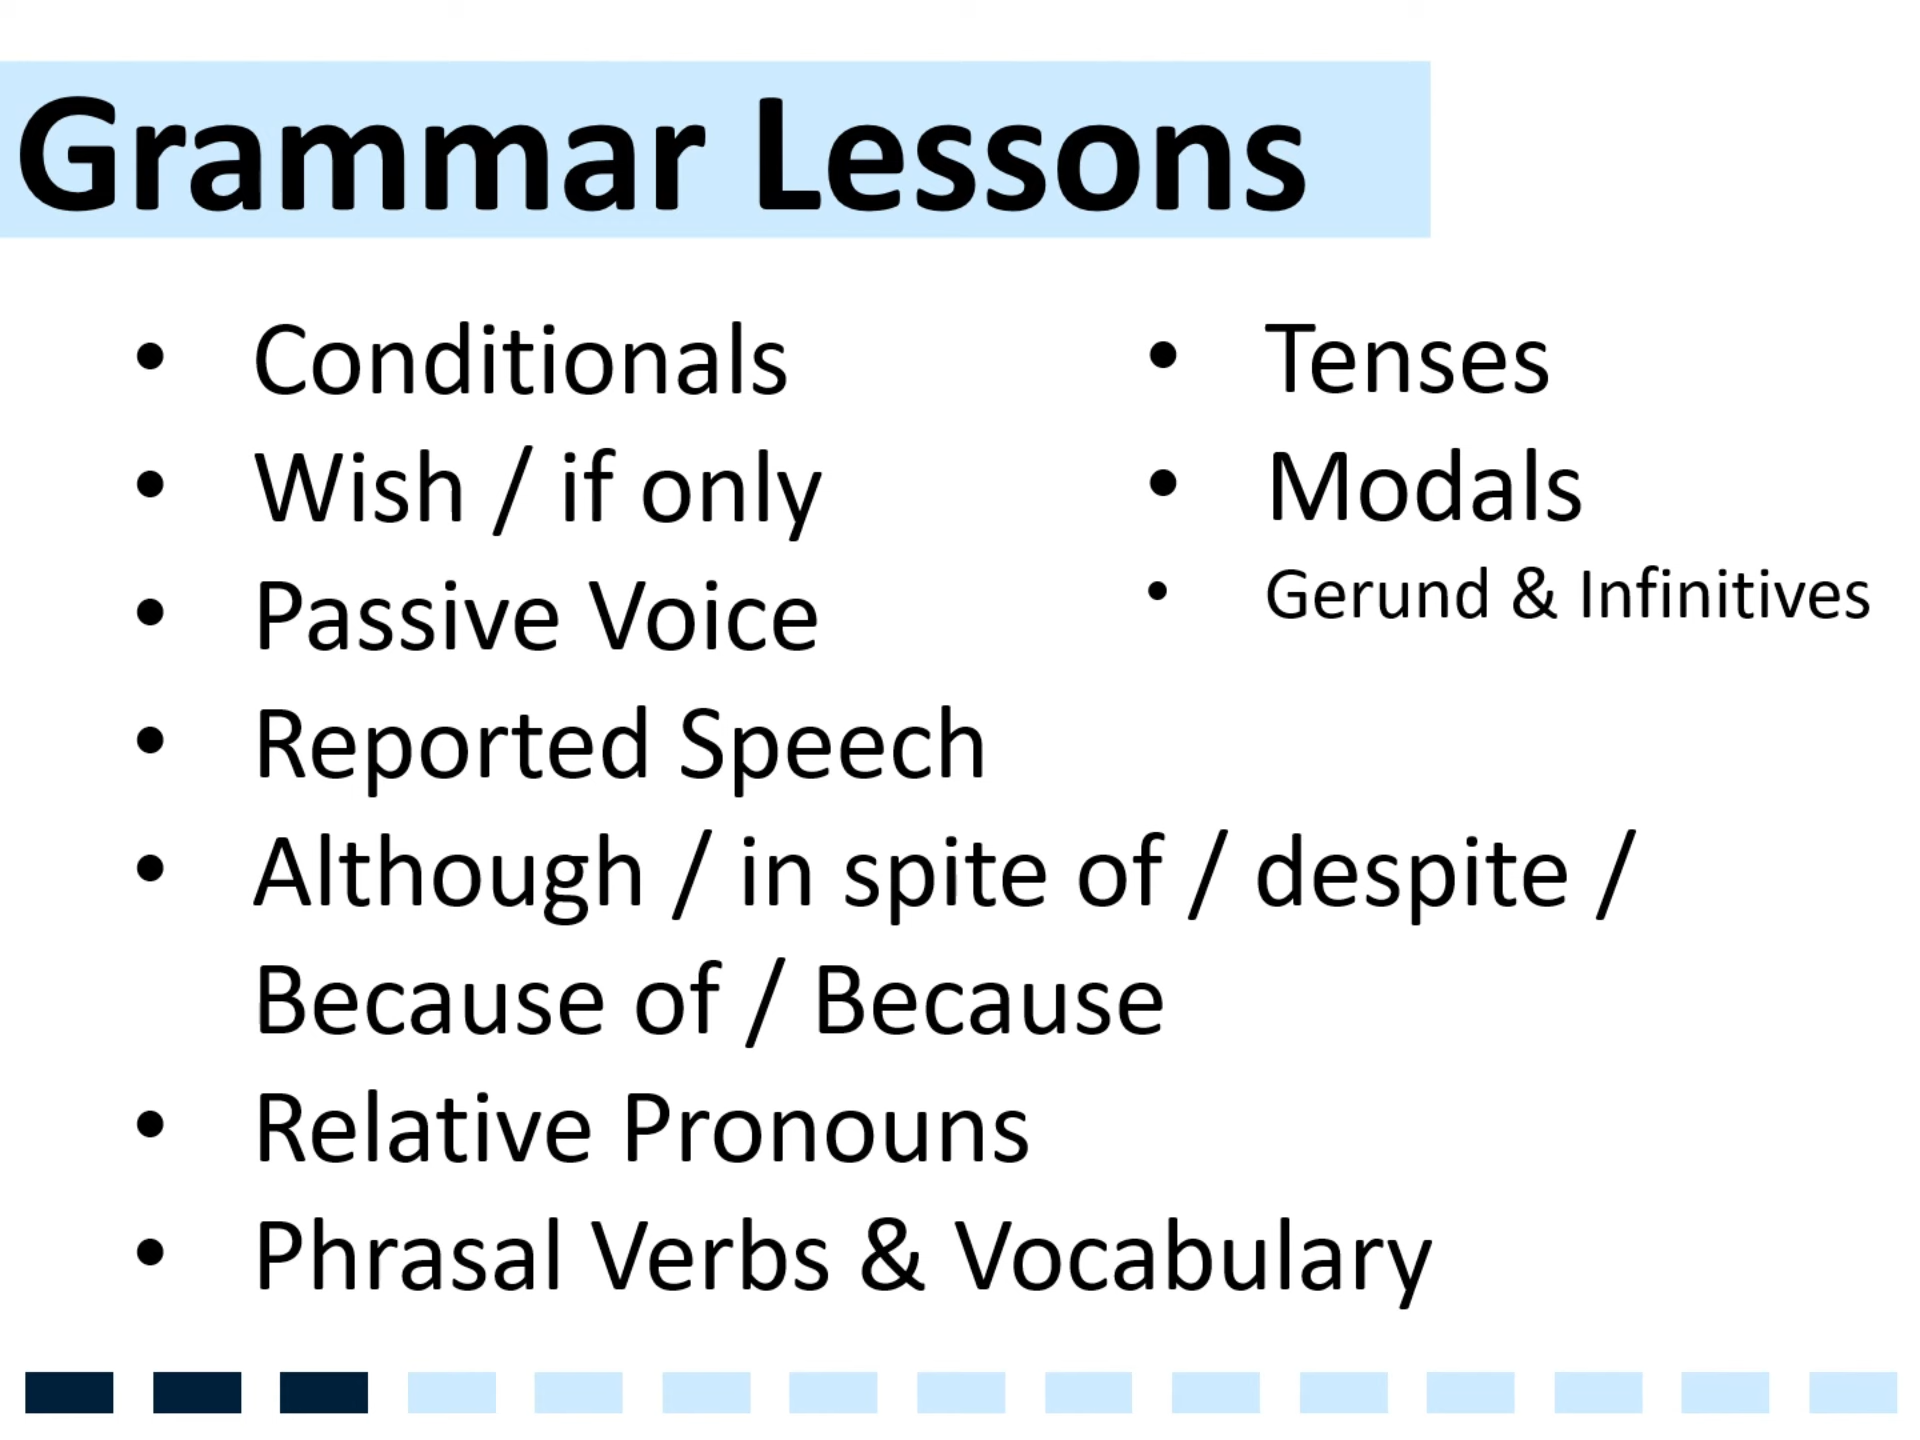 Grammar Lessons
• Conditionals
• Wish / if only
• Passive Voice
• Reported Speech
• Although / in spite of / despite /
Because of / Because
• Relative Pronouns
• Phrasal Verbs & Vocabulary
• Tenses
• Modals
• Gerund & Infinitives